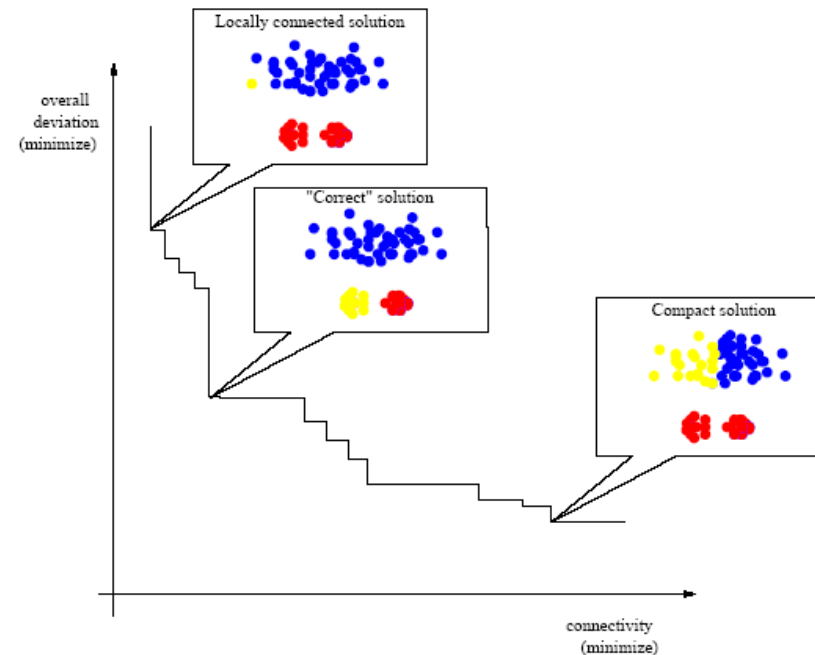 Locally connected solution
overall
deviation
(minimize)
"Correct" solution
Compact solution
connectivity
(minimize)